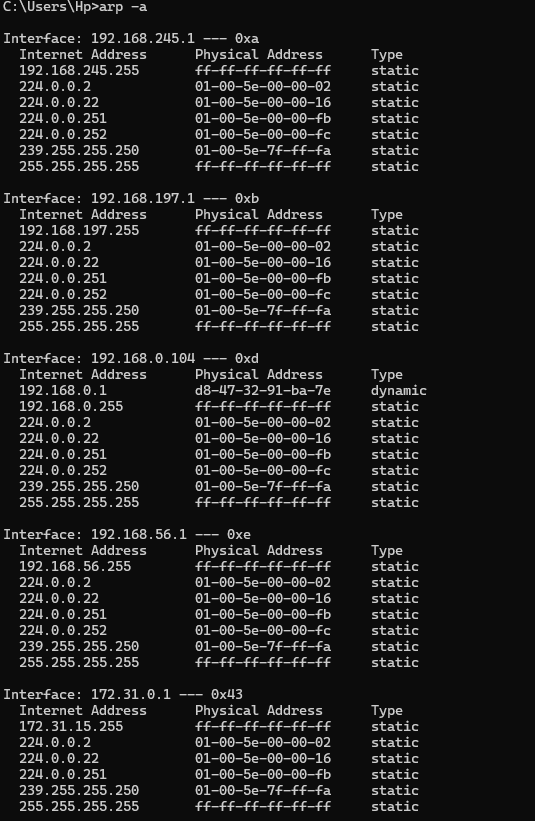 C:\Users\Hp>arp -a
Interface: 192.168.245.1 --- 0xa
Internet Address Physical Address Type
192.168.245.255 ff-ff-ff-ff-ff-ff static
224.0.0.2 01-00-5e-00-00-02 static
224.0.0.22 01-00-5e-00-00-16 static
224.0.0.251 01-00-5e-00-00-fb static
224.0.0.252 01-00-5e-00-00-fc static
239.255.255.250 01-00-5e-7f-ff-fa static
255.255.255.255 ff-ff-ff-ff-ff-ff static
Interface: 192.168.197.1 --- 0xb
Internet Address Physical Address Type
192.168.197.255 ff-ff-ff-ff-ff-ff static
224.0.0.2 01-00-5e-00-00-02 static
224.0.0.22 01-00-5e-00-00-16 static
224.0.0.251 01-00-5e-00-00-fb static
224.0.0.252 01-00-5e-00-00-fc static
239.255.255.250 01-00-5e-7f-ff-fa static
255.255.255.255 ff-ff-ff-ff-ff-ff static
Interface: 192.168.0.104 --- 0xd
Internet Address Physical Address Type
192.168.0.1 d8-47-32-91-ba-7e dynamic
192.168.0.255 ff-ff-ff-ff-ff-ff static
224.0.0.2 01-00-5e-00-00-02 static
224.0.0.22 01-00-5e-00-00-16 static
224.0.0.251 01-00-5e-00-00-fb static
224.0.0.252 01-00-5e-00-00-fc static
239.255.255.250 01-00-5e-7f-ff-fa static
255.255.255.255 ff-ff-ff-ff-ff-ff static
Interface: 192.168.56.1 --- 0xe
Internet Address Physical Address Type
192.168.56.255 ff-ff-ff-ff-ff-ff static
224.0.0.2 01-00-5e-00-00-02 static
224.0.0.22 01-00-5e-00-00-16 static
224.0.0.251 01-00-5e-00-00-fb static
224.0.0.252 01-00-5e-00-00-fc static
239.255.255.250 01-00-5e-7f-ff-fa static
255.255.255.255 ff-ff-ff-ff-ff-ff static
Interface: 172.31.0.1 --- 0x43
Internet Address Physical Address Type
172.31.15.255 ff-ff-ff-ff-ff-ff static
224.0.0.2 01-00-5e-00-00-02 static
224.0.0.22 01-00-5e-00-00-16 static
224.0.0.251 01-00-5e-00-00-fb static
239.255.255.250 01-00-5e-7f-ff-fa static
255.255.255.255 ff-ff-ff-ff-ff-ff static